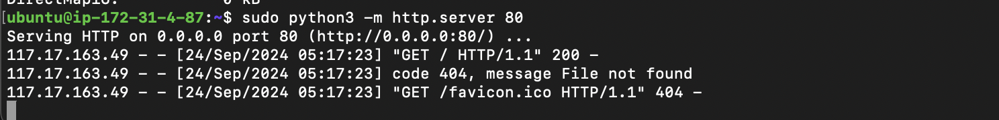 DirectMap1G: 0 kB
[ubuntu@ip-172-31-4-87:~$ sudo python3 -m http.server 80
Serving HTTP on 0.0.0.0 port 80 (http://0.0.0.0:80/) ...
117.17.163.49 - - [24/Sep/2024 05:17:23] "GET / HTTP/1.1" 200 -
117.17.163.49 - - [24/Sep/2024 05:17:23] code 404, message File not found
117.17.163.49 - - [24/Sep/2024 05:17:23] "GET /favicon.ico HTTP/1.1" 404 -